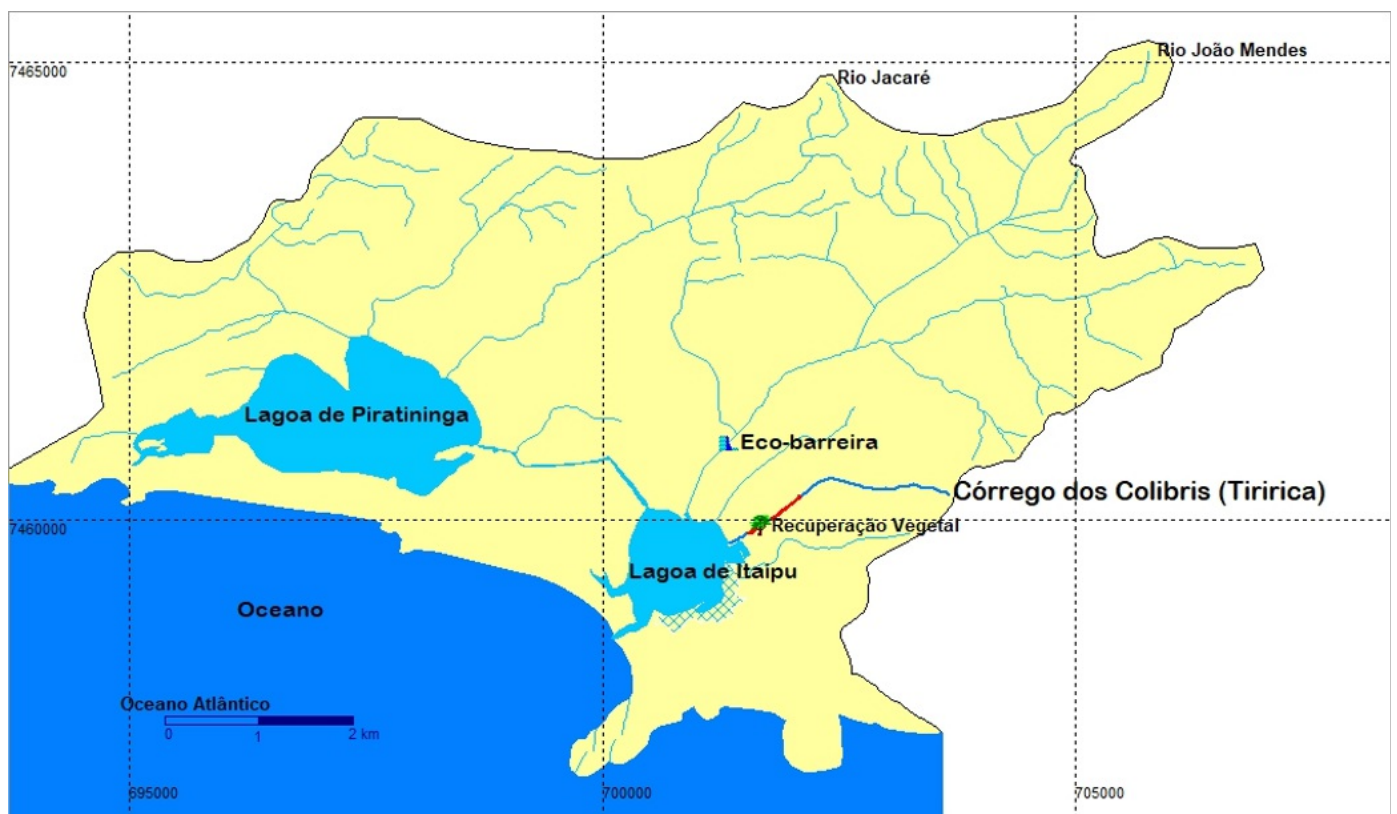 Rio João Mendes
7465000
Rio Jacaré
Lagoa de Piratininga
Eco-barreira
Córrego dos Colibris (Tiririca)
7460000
Recuperação Vegetal
Lagoa de Itaipu
Oceano
Oceano Atlântico
0 1 2 km
695000 700000 705000